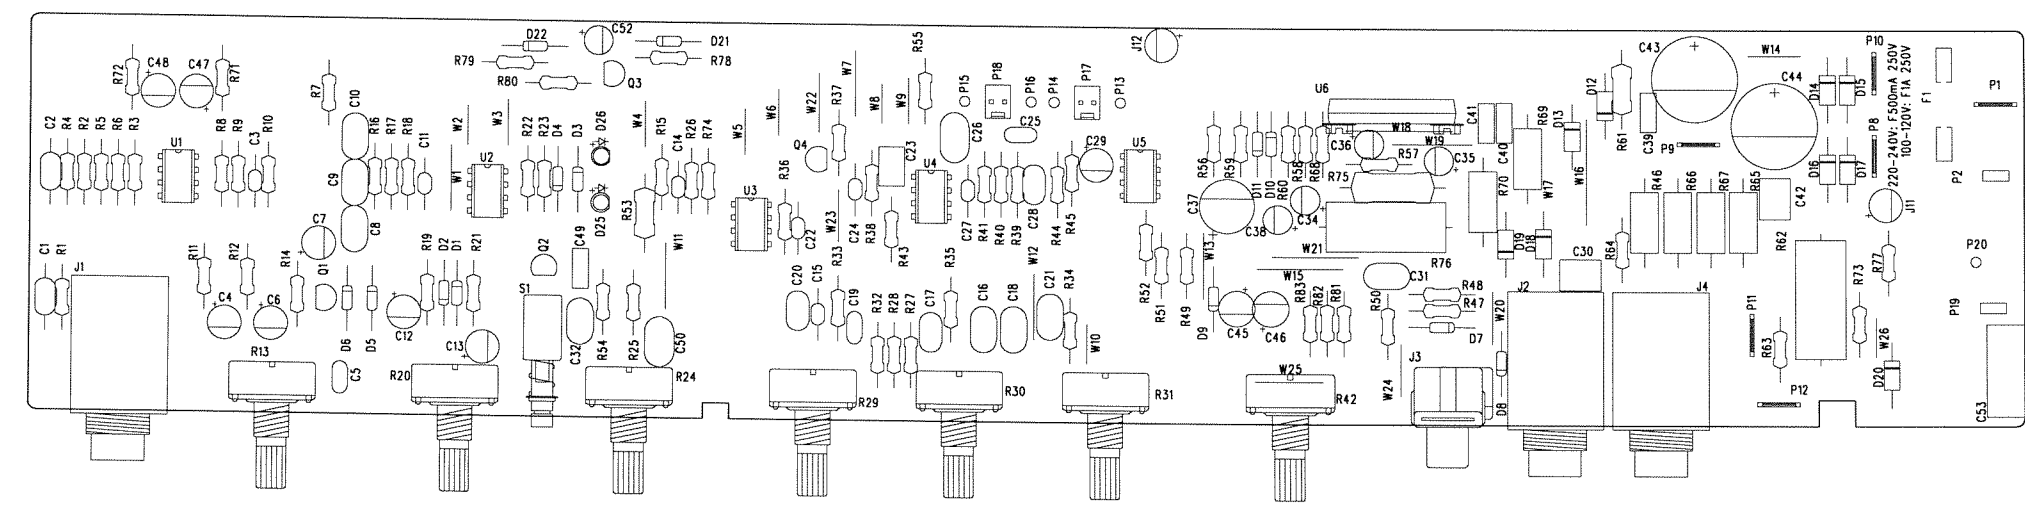 D22
C52
D21
R79
R78
R80
Q3
R72
C48
C47
R71
R7
C10
C2
R4
R2
R5
R6
R3
U1
R8
R9
C3
R10
R16
R17
R18
C11
W2
W3
U2
W1
R22
R23
D4
D3
D26
D25
W4
R15
C14
R26
R74
R53
W5
W6
W22
W7
R37
W8
W9
R55
Q4
R36
C23
U3
W23
C22
C24
R38
R43
U4
P15
P18
P16
P14
P17
P13
J12
C26
C25
C29
C27
R41
R40
R39
C28
R44
R45
U5
U6
R56
R59
D11
D10
R60
R58
R68
C36
W18
W19
R57
C35
R75
C37
C38
C34
W21
R76
C41
C40
R69
R70
W17
D13
W16
D12
R61
C39
C43
P9
W14
C44
D14
D15
P10
D16
D17
P8
220-240V: F500mA 250V
100-120V: F1A 250V
F1
P1
P2
J11
R46
R66
R67
R65
C42
R62
D19
D18
C30
R64
C9
C8
C7
C1
R1
J1
R11
R12
R14
Q1
C4
C6
D6
D5
C5
R19
D2
D1
R21
C12
C13
Q2
C49
S1
C32
R54
R25
C50
W11
C20
C15
R33
C19
R32
R28
R27
C17
R35
C16
C18
W12
C21
R34
W10
R52
R51
R49
W13
D9
C45
C46
W15
R83
R82
R81
R50
C31
R48
R47
D7
W20
J2
J4
J3
D8
W24
W25
P11
R63
P12
R73
R77
W26
D20
P20
P19
C53
R13
R20
R24
R29
R30
R31
R42